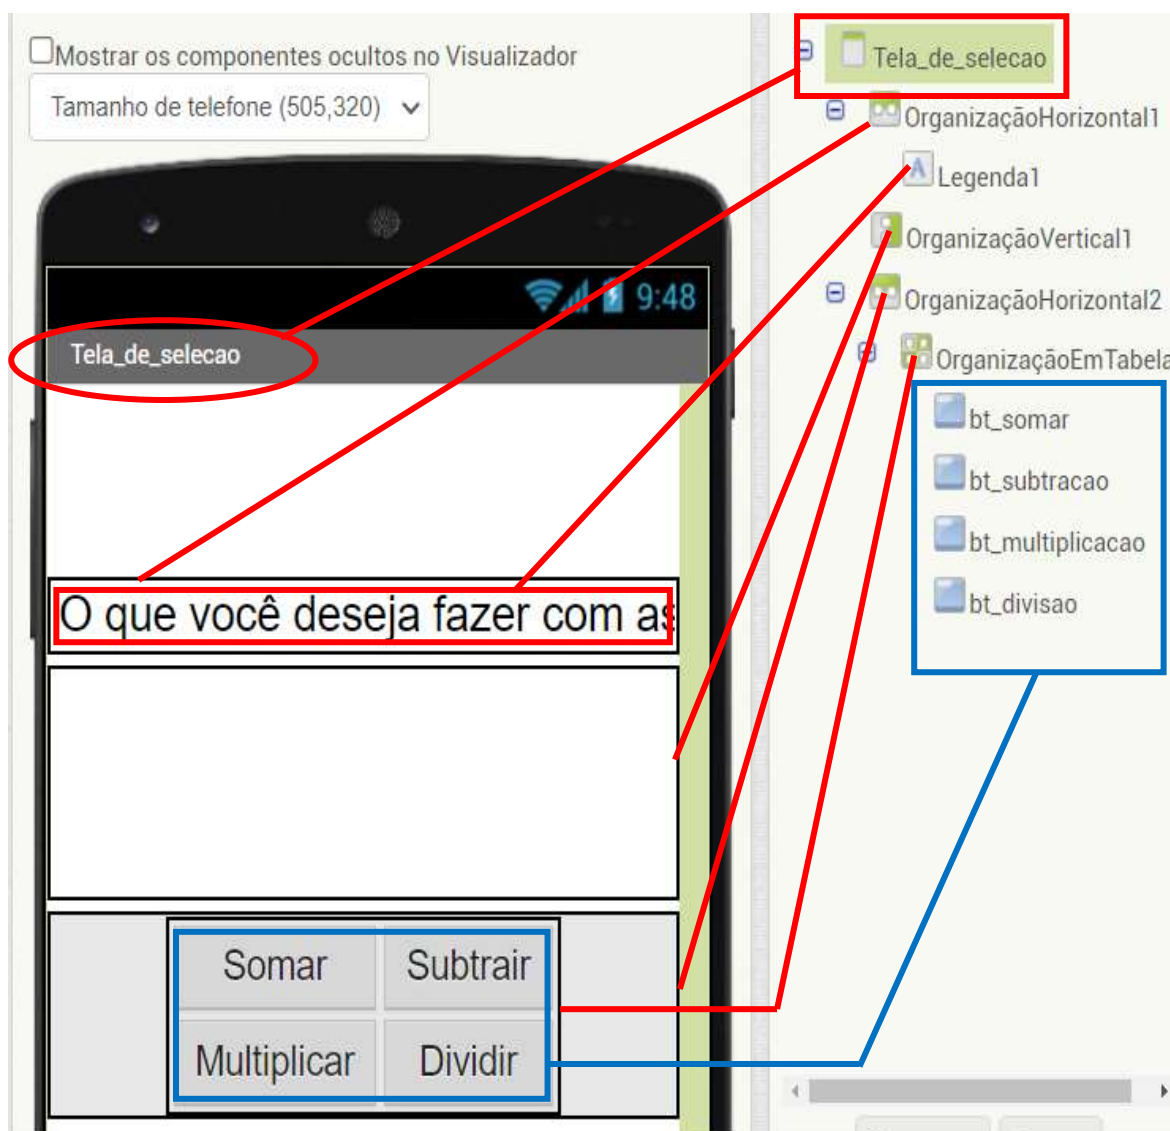 Mostrar os componentes ocultos no Visualizador
Tamanho de telefone (505,320)
9:48
Tela_de_selecao
O que você deseja fazer com as
Somar Subtrair
Multiplicar Dividir
Tela_de_selecao
OrganizaçãoHorizontal1
A Legenda1
OrganizaçãoVertical1
OrganizaçãoHorizontal2
OrganizaçãoEmTabela
bt_somar
bt_subtracao
bt_multiplicacao
bt_divisao